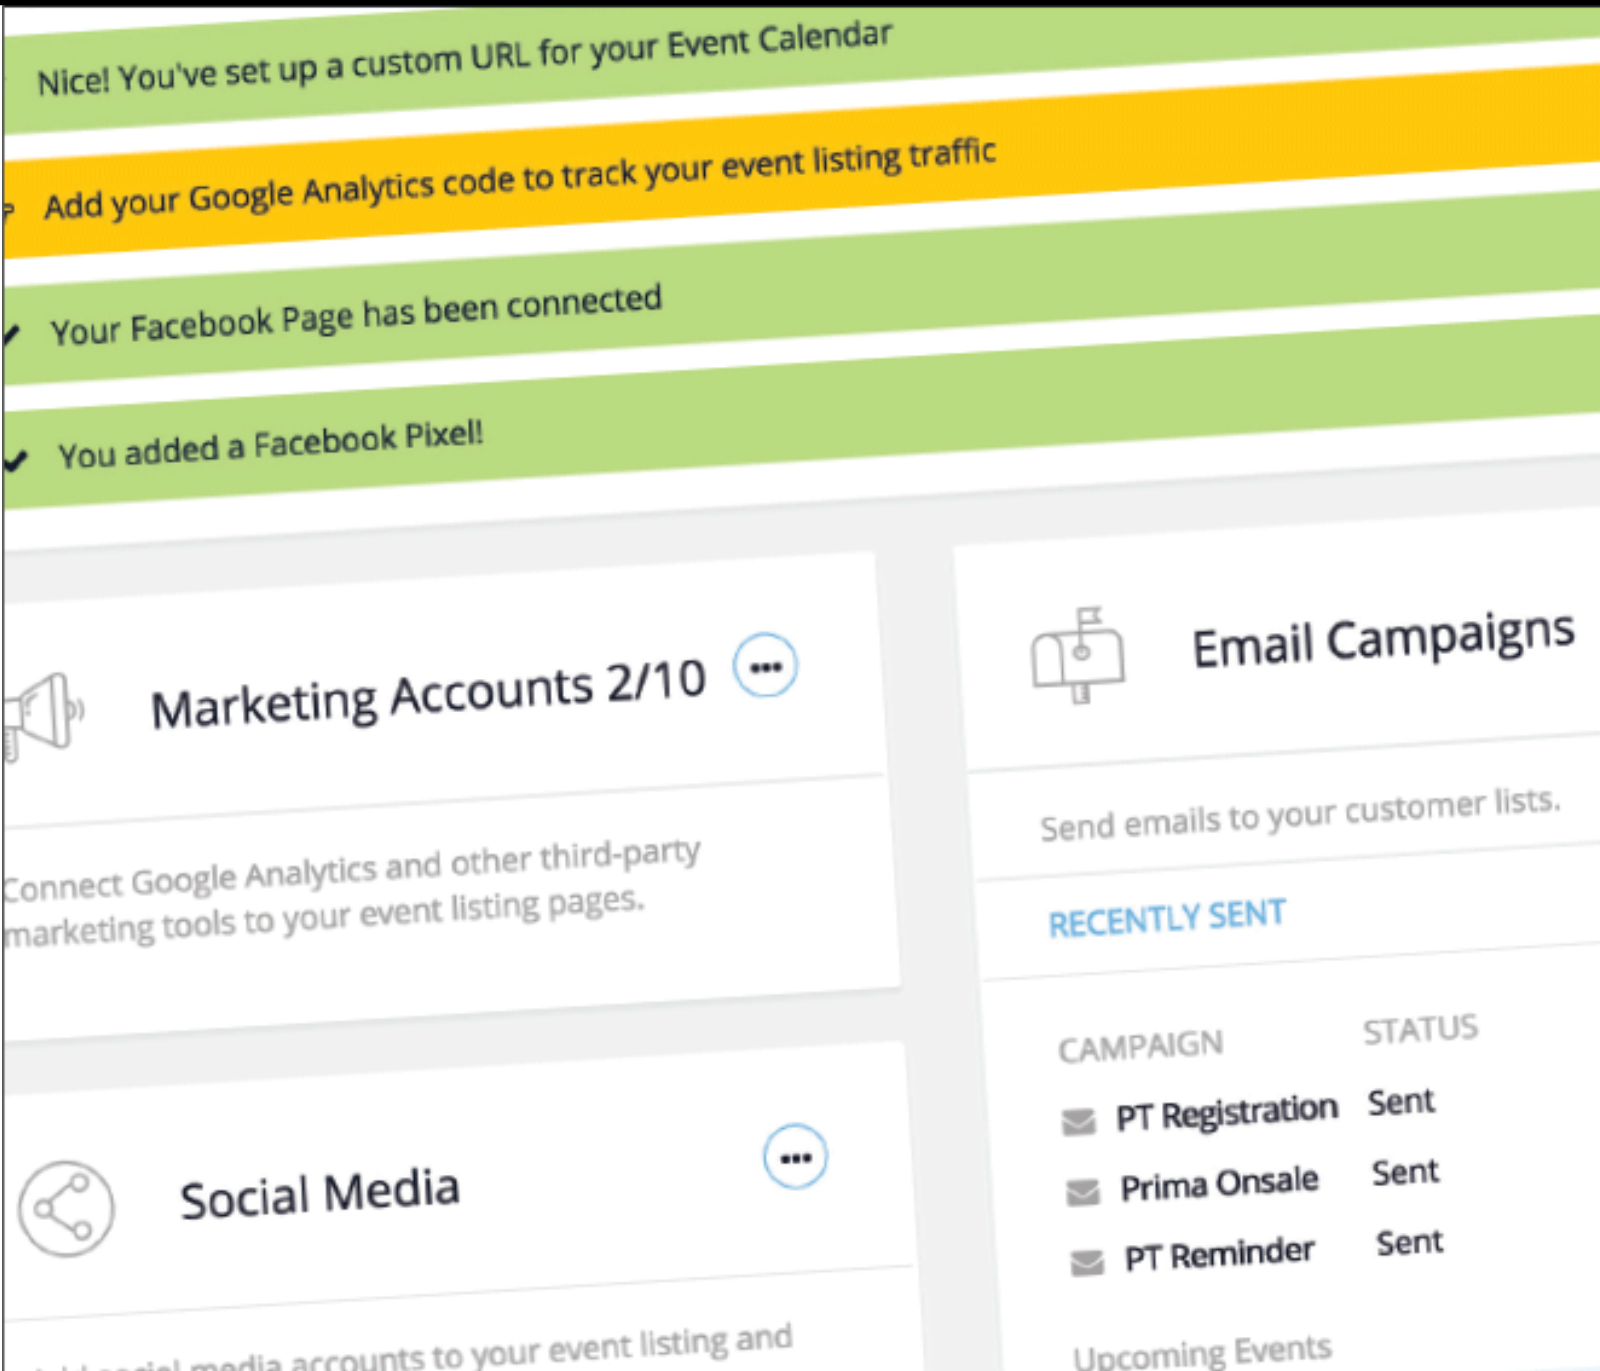 Nice! You've set up a custom URL for your Event Calendar
Add your Google Analytics code to track your event listing traffic
Your Facebook Page has been connected
You added a Facebook Pixel!
Marketing Accounts 2/10
Connect Google Analytics and other third-party
marketing tools to your event listing pages.
Social Media
social media accounts to your event listing and
Email Campaigns
Send emails to your customer lists.
RECENTLY SENT
CAMPAIGN STATUS
PT Registration Sent
Prima Onsale Sent
PT Reminder Sent
Upcoming Events